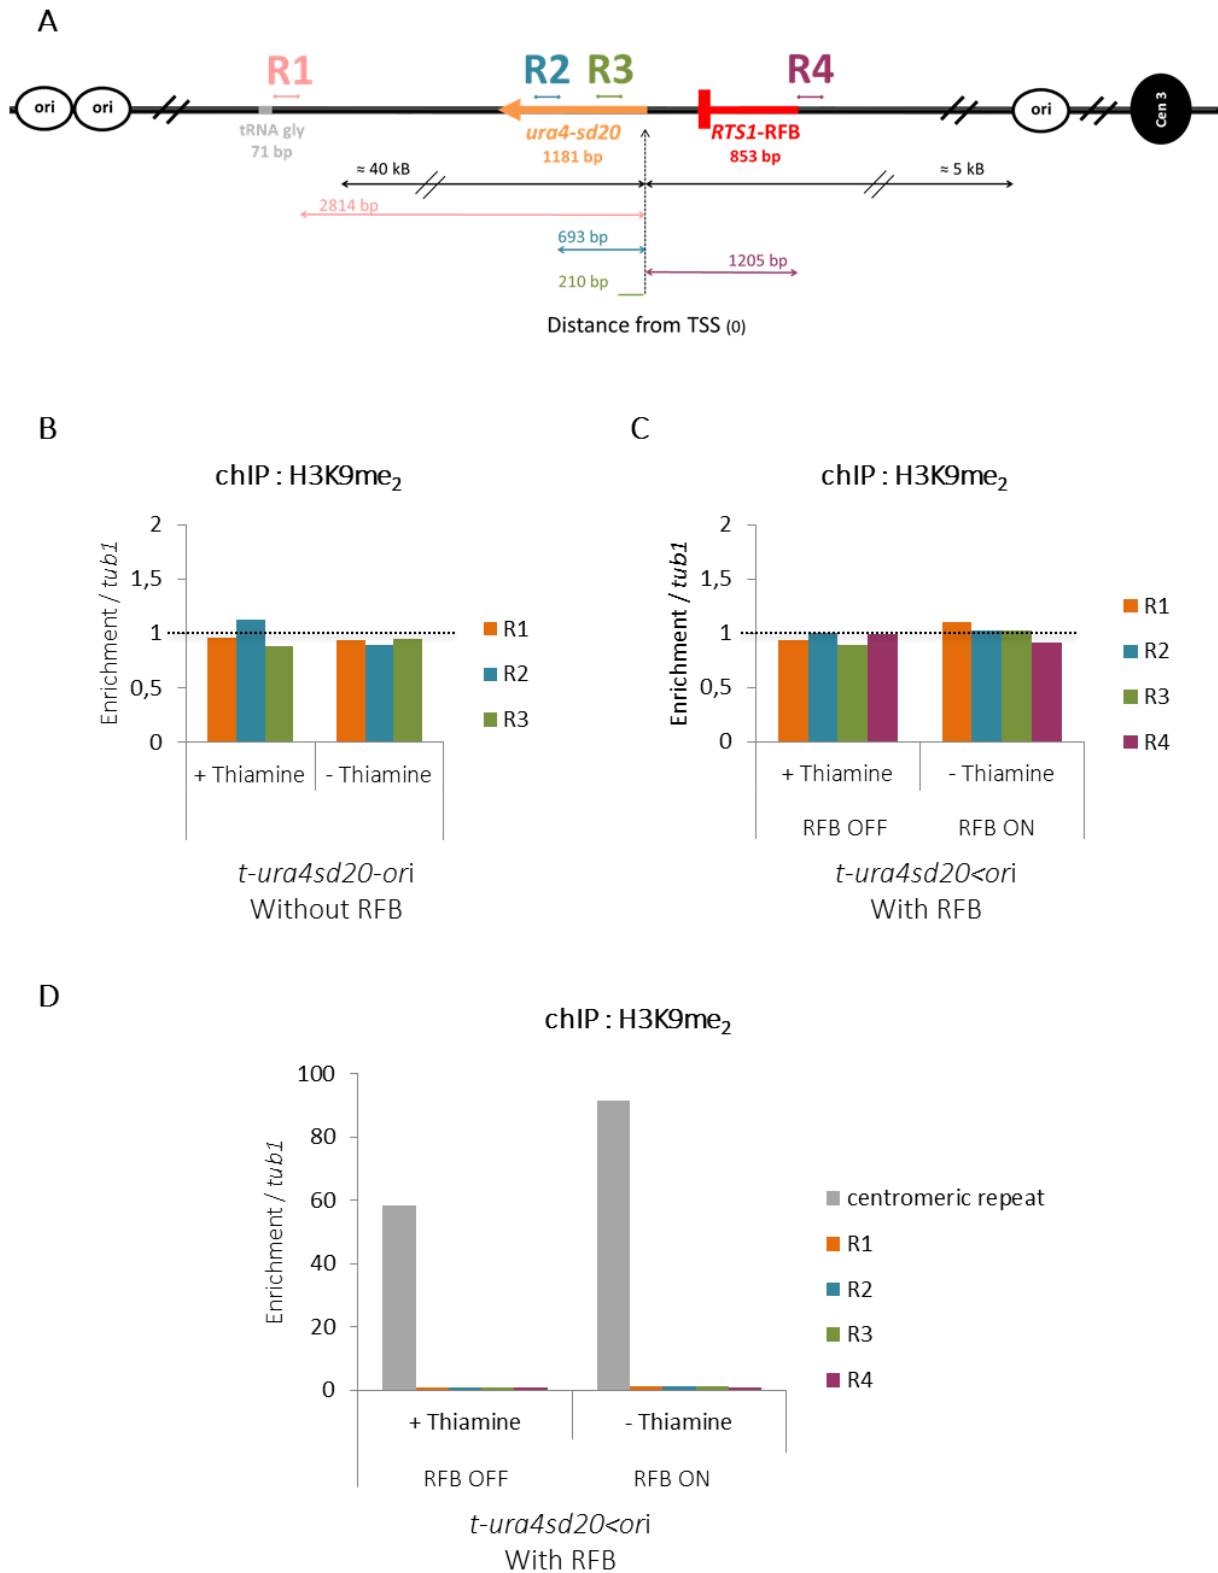 A
R1 R2 R3 R4
ori ori ori Cen 3
tRNA gly
71 bp
ura4-sd20
1181 bp
RTS1-RFB
853 bp
≈ 40 kB ≈ 5 kB
2814 bp
693 bp
1205 bp
210 bp
Distance from TSS (0)
B
chIP : H3K9me₂
Enrichment / tub1
2
1,5
1
0,5
0
+ Thiamine - Thiamine
t-ura4sd20-ori
Without RFB
R1
R2
R3
C
chIP : H3K9me₂
Enrichment / tub1
2
1,5
1
0,5
0
+ Thiamine - Thiamine
RFB OFF RFB ON
t-ura4sd20<ori
With RFB
R1
R2
R3
R4
D
chIP : H3K9me₂
Enrichment / tub1
100
80
60
40
20
0
+ Thiamine - Thiamine
RFB OFF RFB ON
t-ura4sd20<ori
With RFB
centromeric repeat
R1
R2
R3
R4